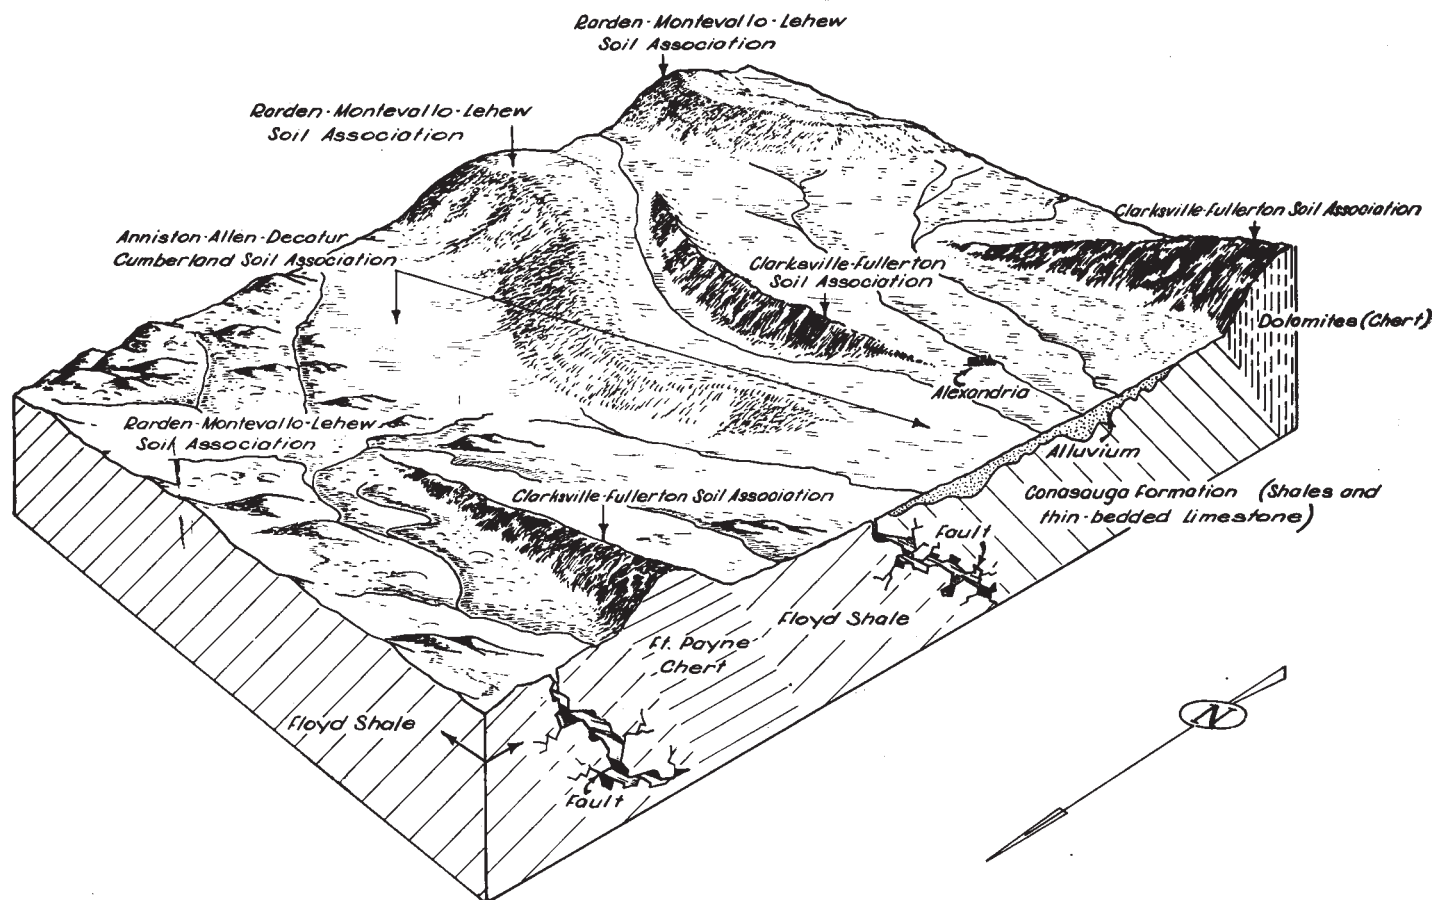 Rarden-Montevallo-Lehew
Soil Association
Rarden-Montevallo-Lehew
Soil Association
Clarksville-Fullerton Soil Association
Anniston-Allen-Decatur
Cumberland Soil Association
Clarksville-Fullerton
Soil Association
Dolomites (Chert)
Alexandria
Rarden-Montevallo-Lehew
Soil Association
Alluvium
Clarksville-Fullerton Soil Association
Conasauga Formation (Shales and
thin-bedded Limestone)
Fault
Floyd Shale
Ft. Payne
Chert
Floyd Shale
N
Fault